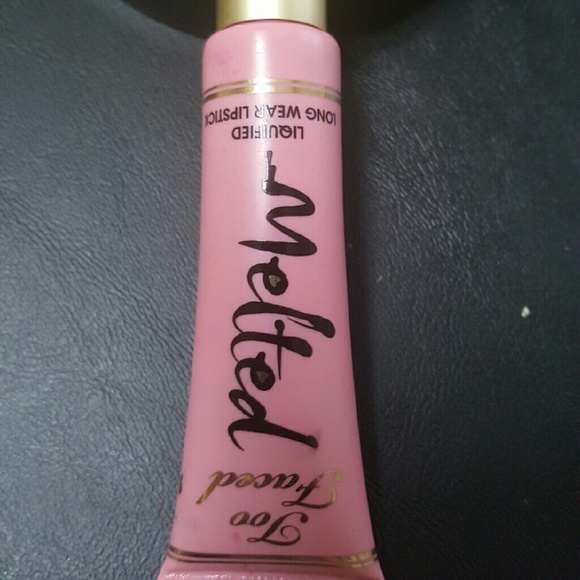 Too
Faced
Melted
LIQUIFIED
LONG WEAR LIPSTICK